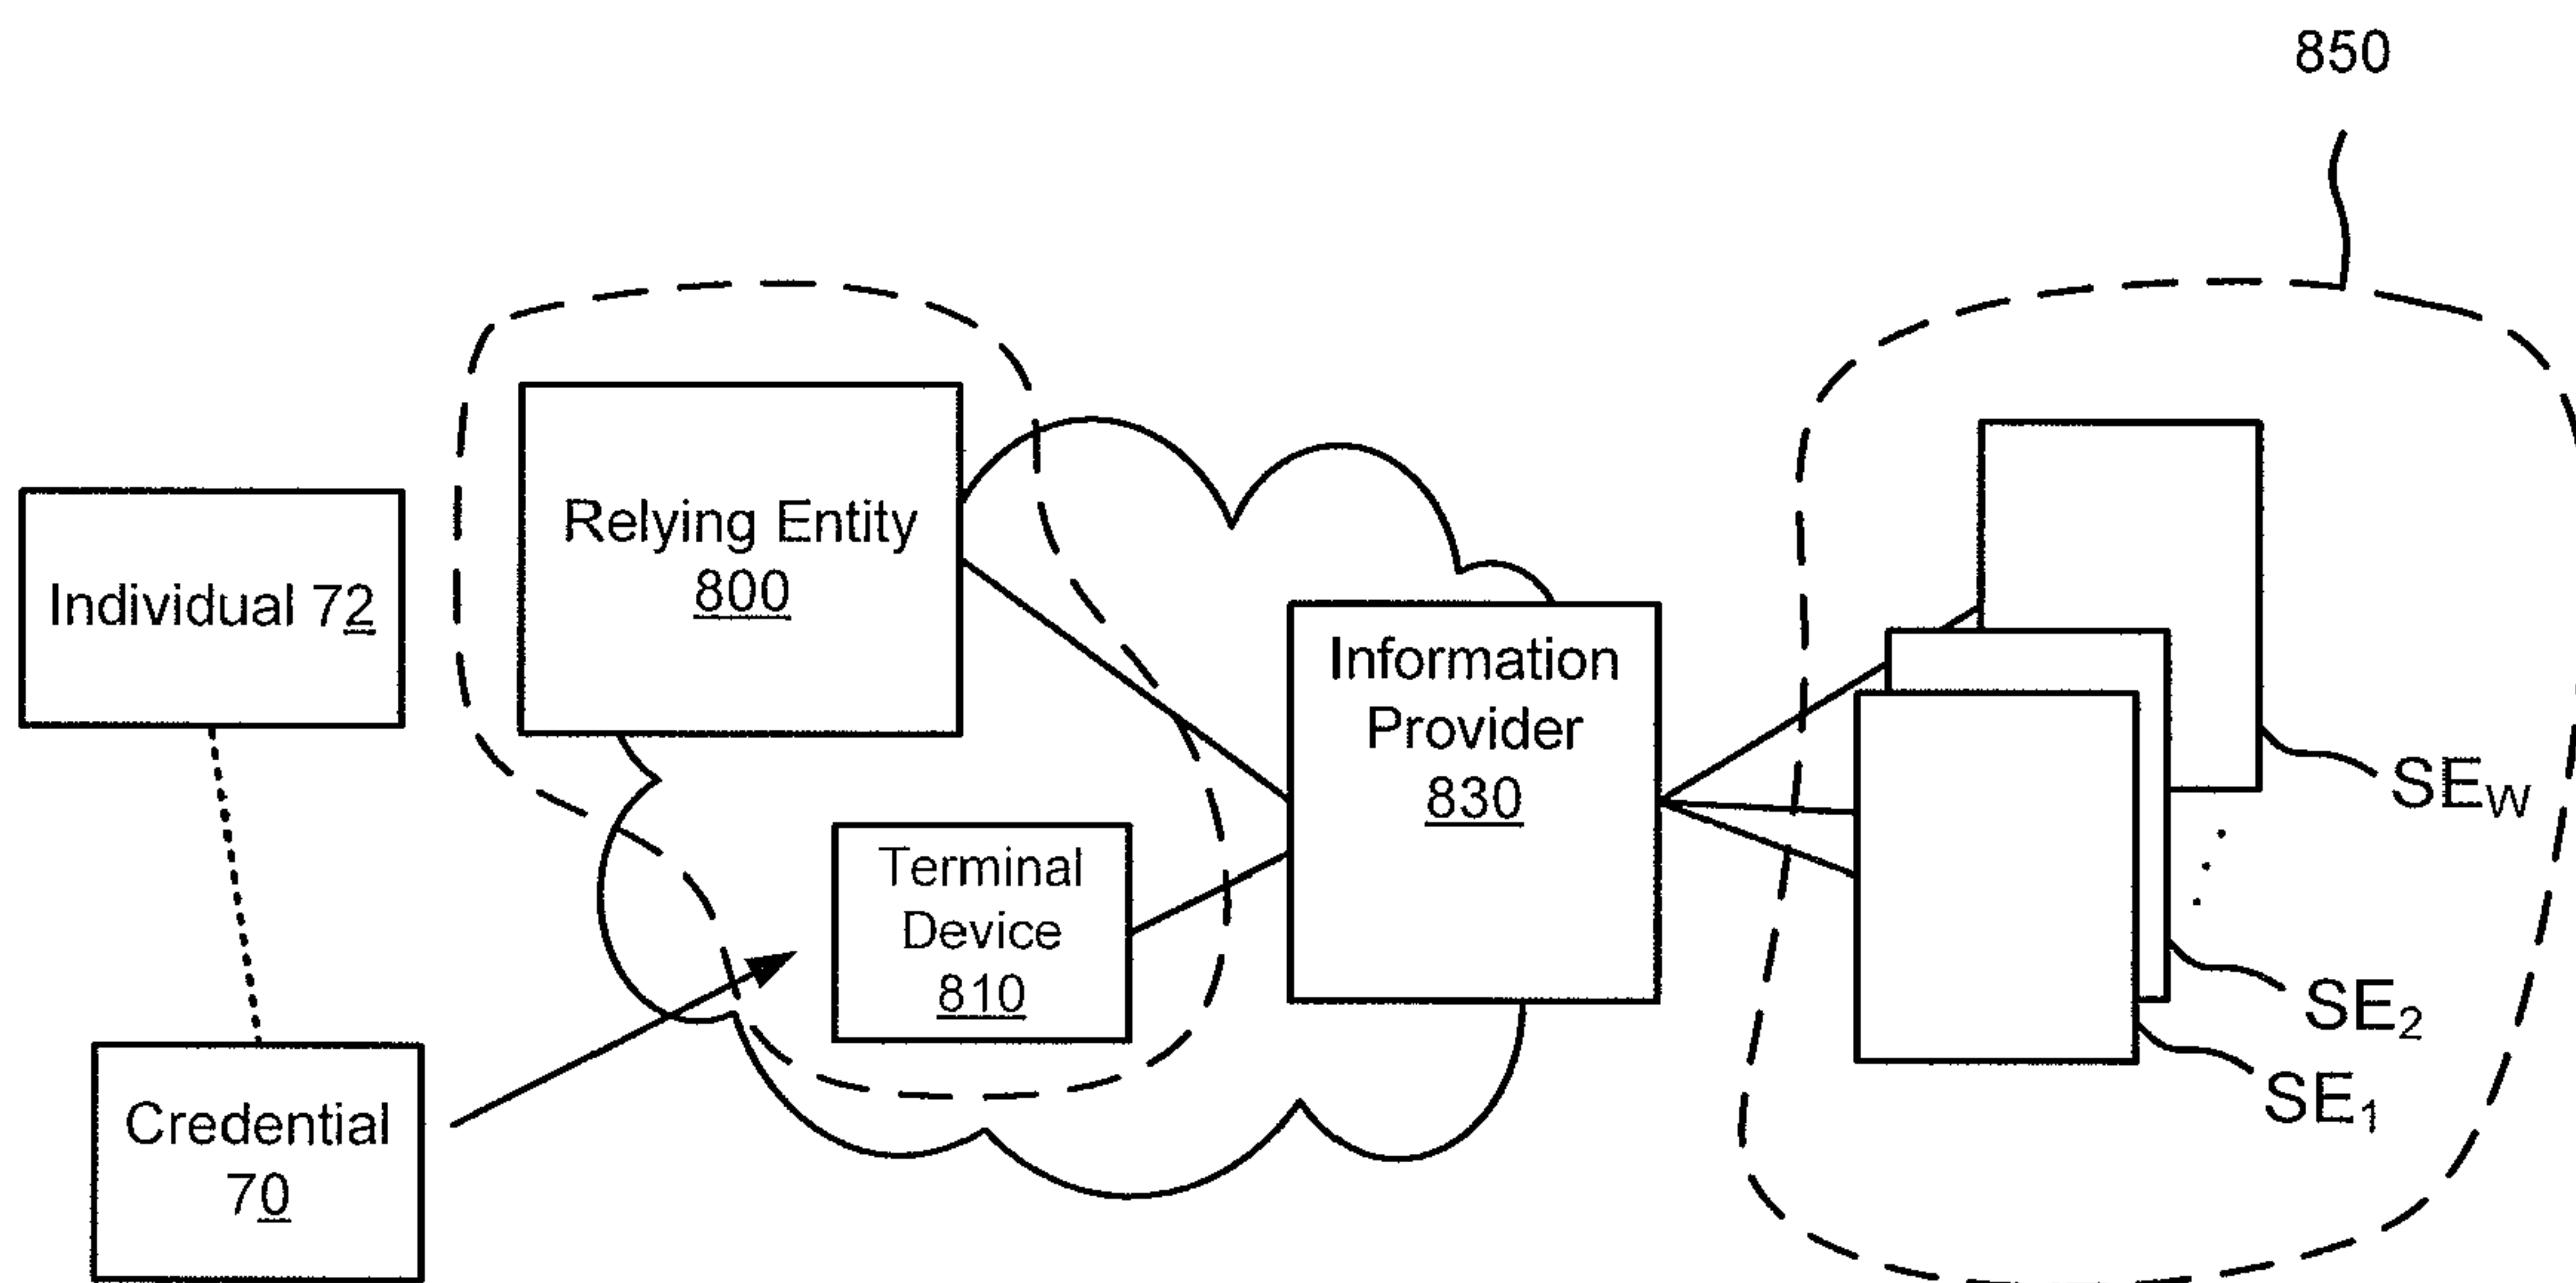 850
Relying Entity
800
Individual 72
Information
Provider
830
Terminal
Device
810
Credential
70
SEW
SE2
SE1